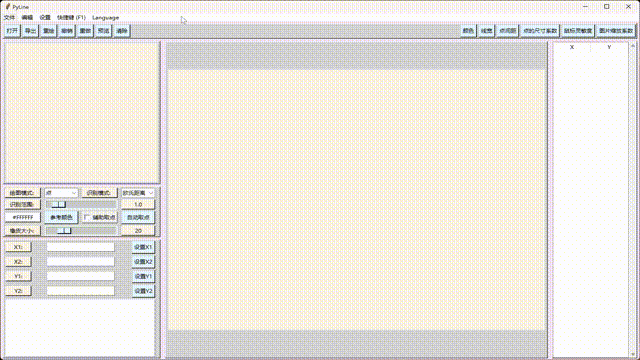 PyLine
文件 编辑 设置 快捷键 (F1) Language
打开 导出 重绘 撤销 重做 预览 清除 颜色 线宽 点间距 点的尺寸系数 鼠标灵敏度 图片缩放系数
X Y
绘图模式: 点 识别模式: 欧氏距离
识别范围: 1.0
#FFFFFF 参考颜色 辅助取点 自动取点
橡皮大小: 20
X1: 设置X1
X2: 设置X2
Y1: 设置Y1
Y2: 设置Y2